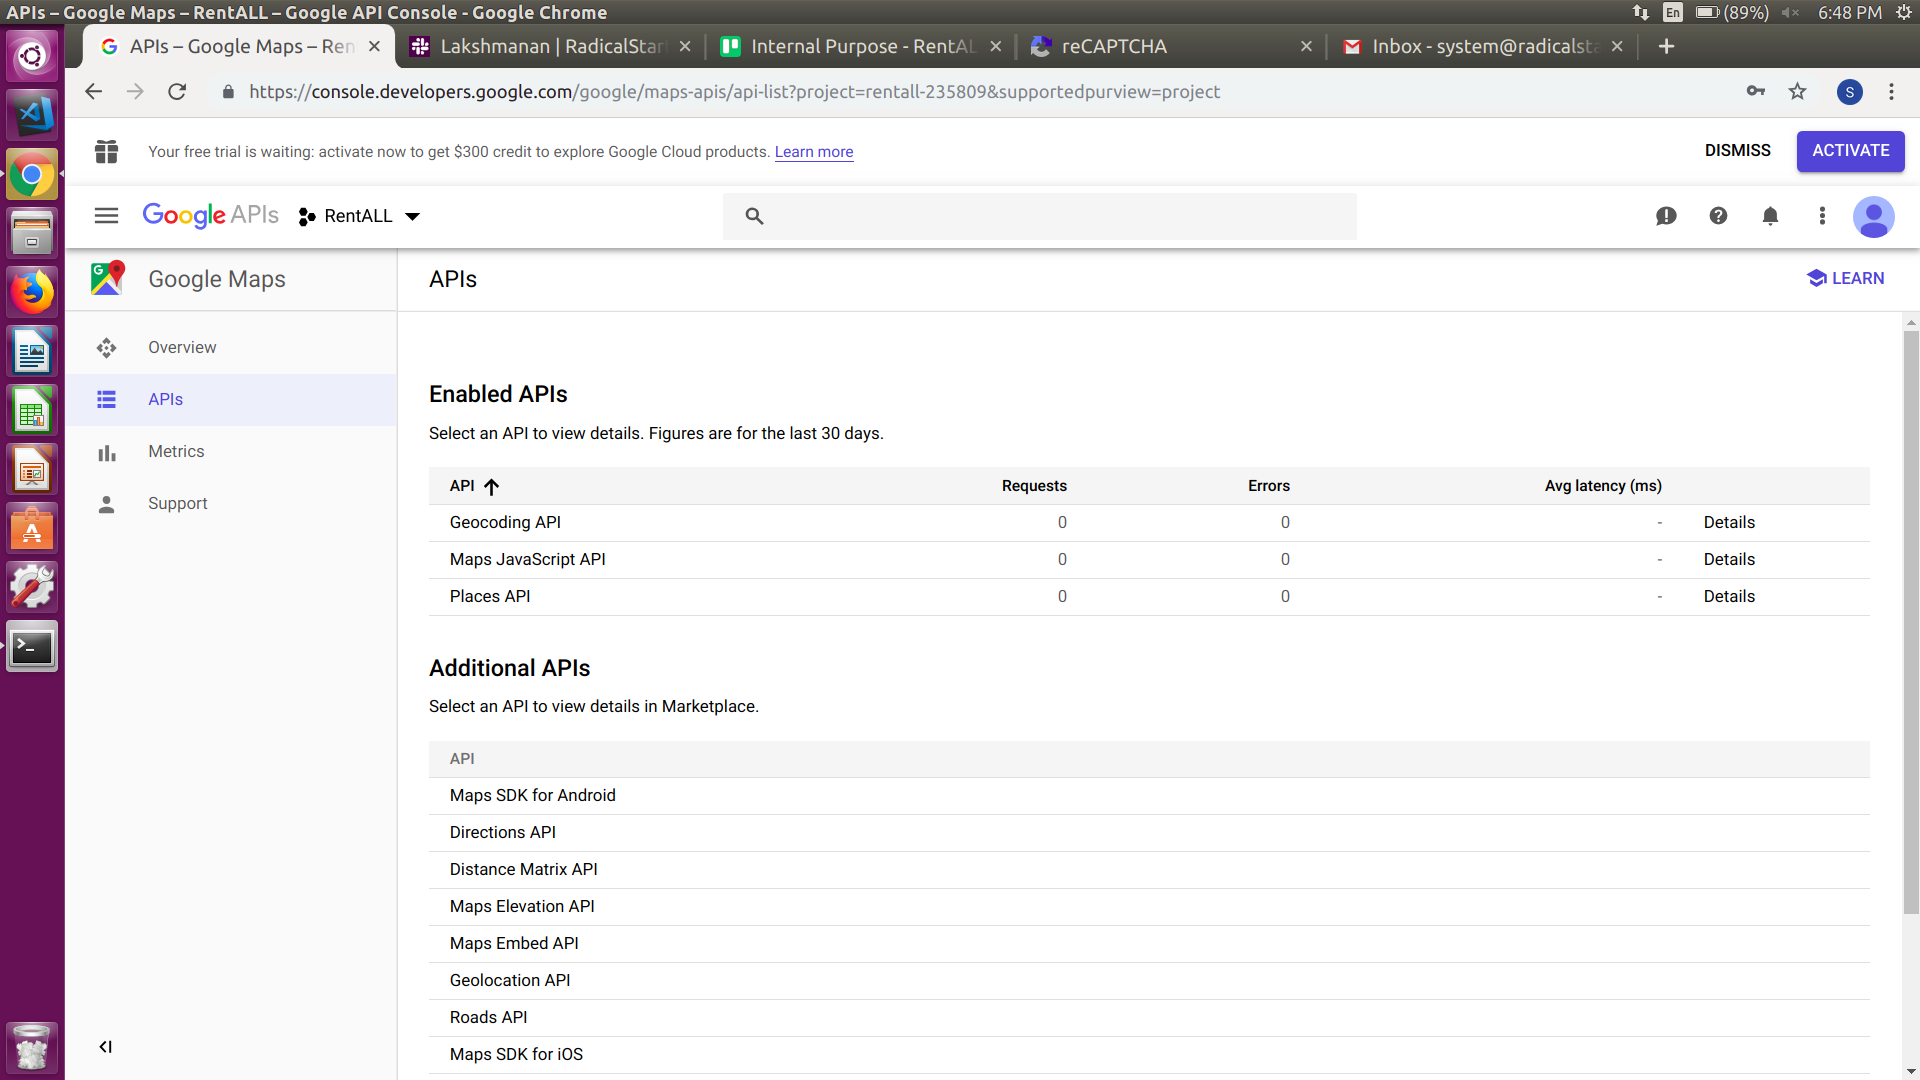 APIs – Google Maps – RentALL – Google API Console - Google Chrome
En (89%) 6:48 PM
APIs – Google Maps – Ren
Lakshmanan | RadicalStar
Internal Purpose - RentAL
reCAPTCHA
Inbox - system@radicalsta
https://console.developers.google.com/google/maps-apis/api-list?project=rentall-235809&supportedpurview=project
S
Your free trial is waiting: activate now to get $300 credit to explore Google Cloud products. Learn more
DISMISS
ACTIVATE
Google APIs
RentALL
Google Maps
APIs
LEARN
Overview
APIs
Metrics
Support
Enabled APIs
Select an API to view details. Figures are for the last 30 days.
API Requests Errors Avg latency (ms)
Geocoding API 0 0 - Details
Maps JavaScript API 0 0 - Details
Places API 0 0 - Details
Additional APIs
Select an API to view details in Marketplace.
API
Maps SDK for Android
Directions API
Distance Matrix API
Maps Elevation API
Maps Embed API
Geolocation API
Roads API
Maps SDK for iOS